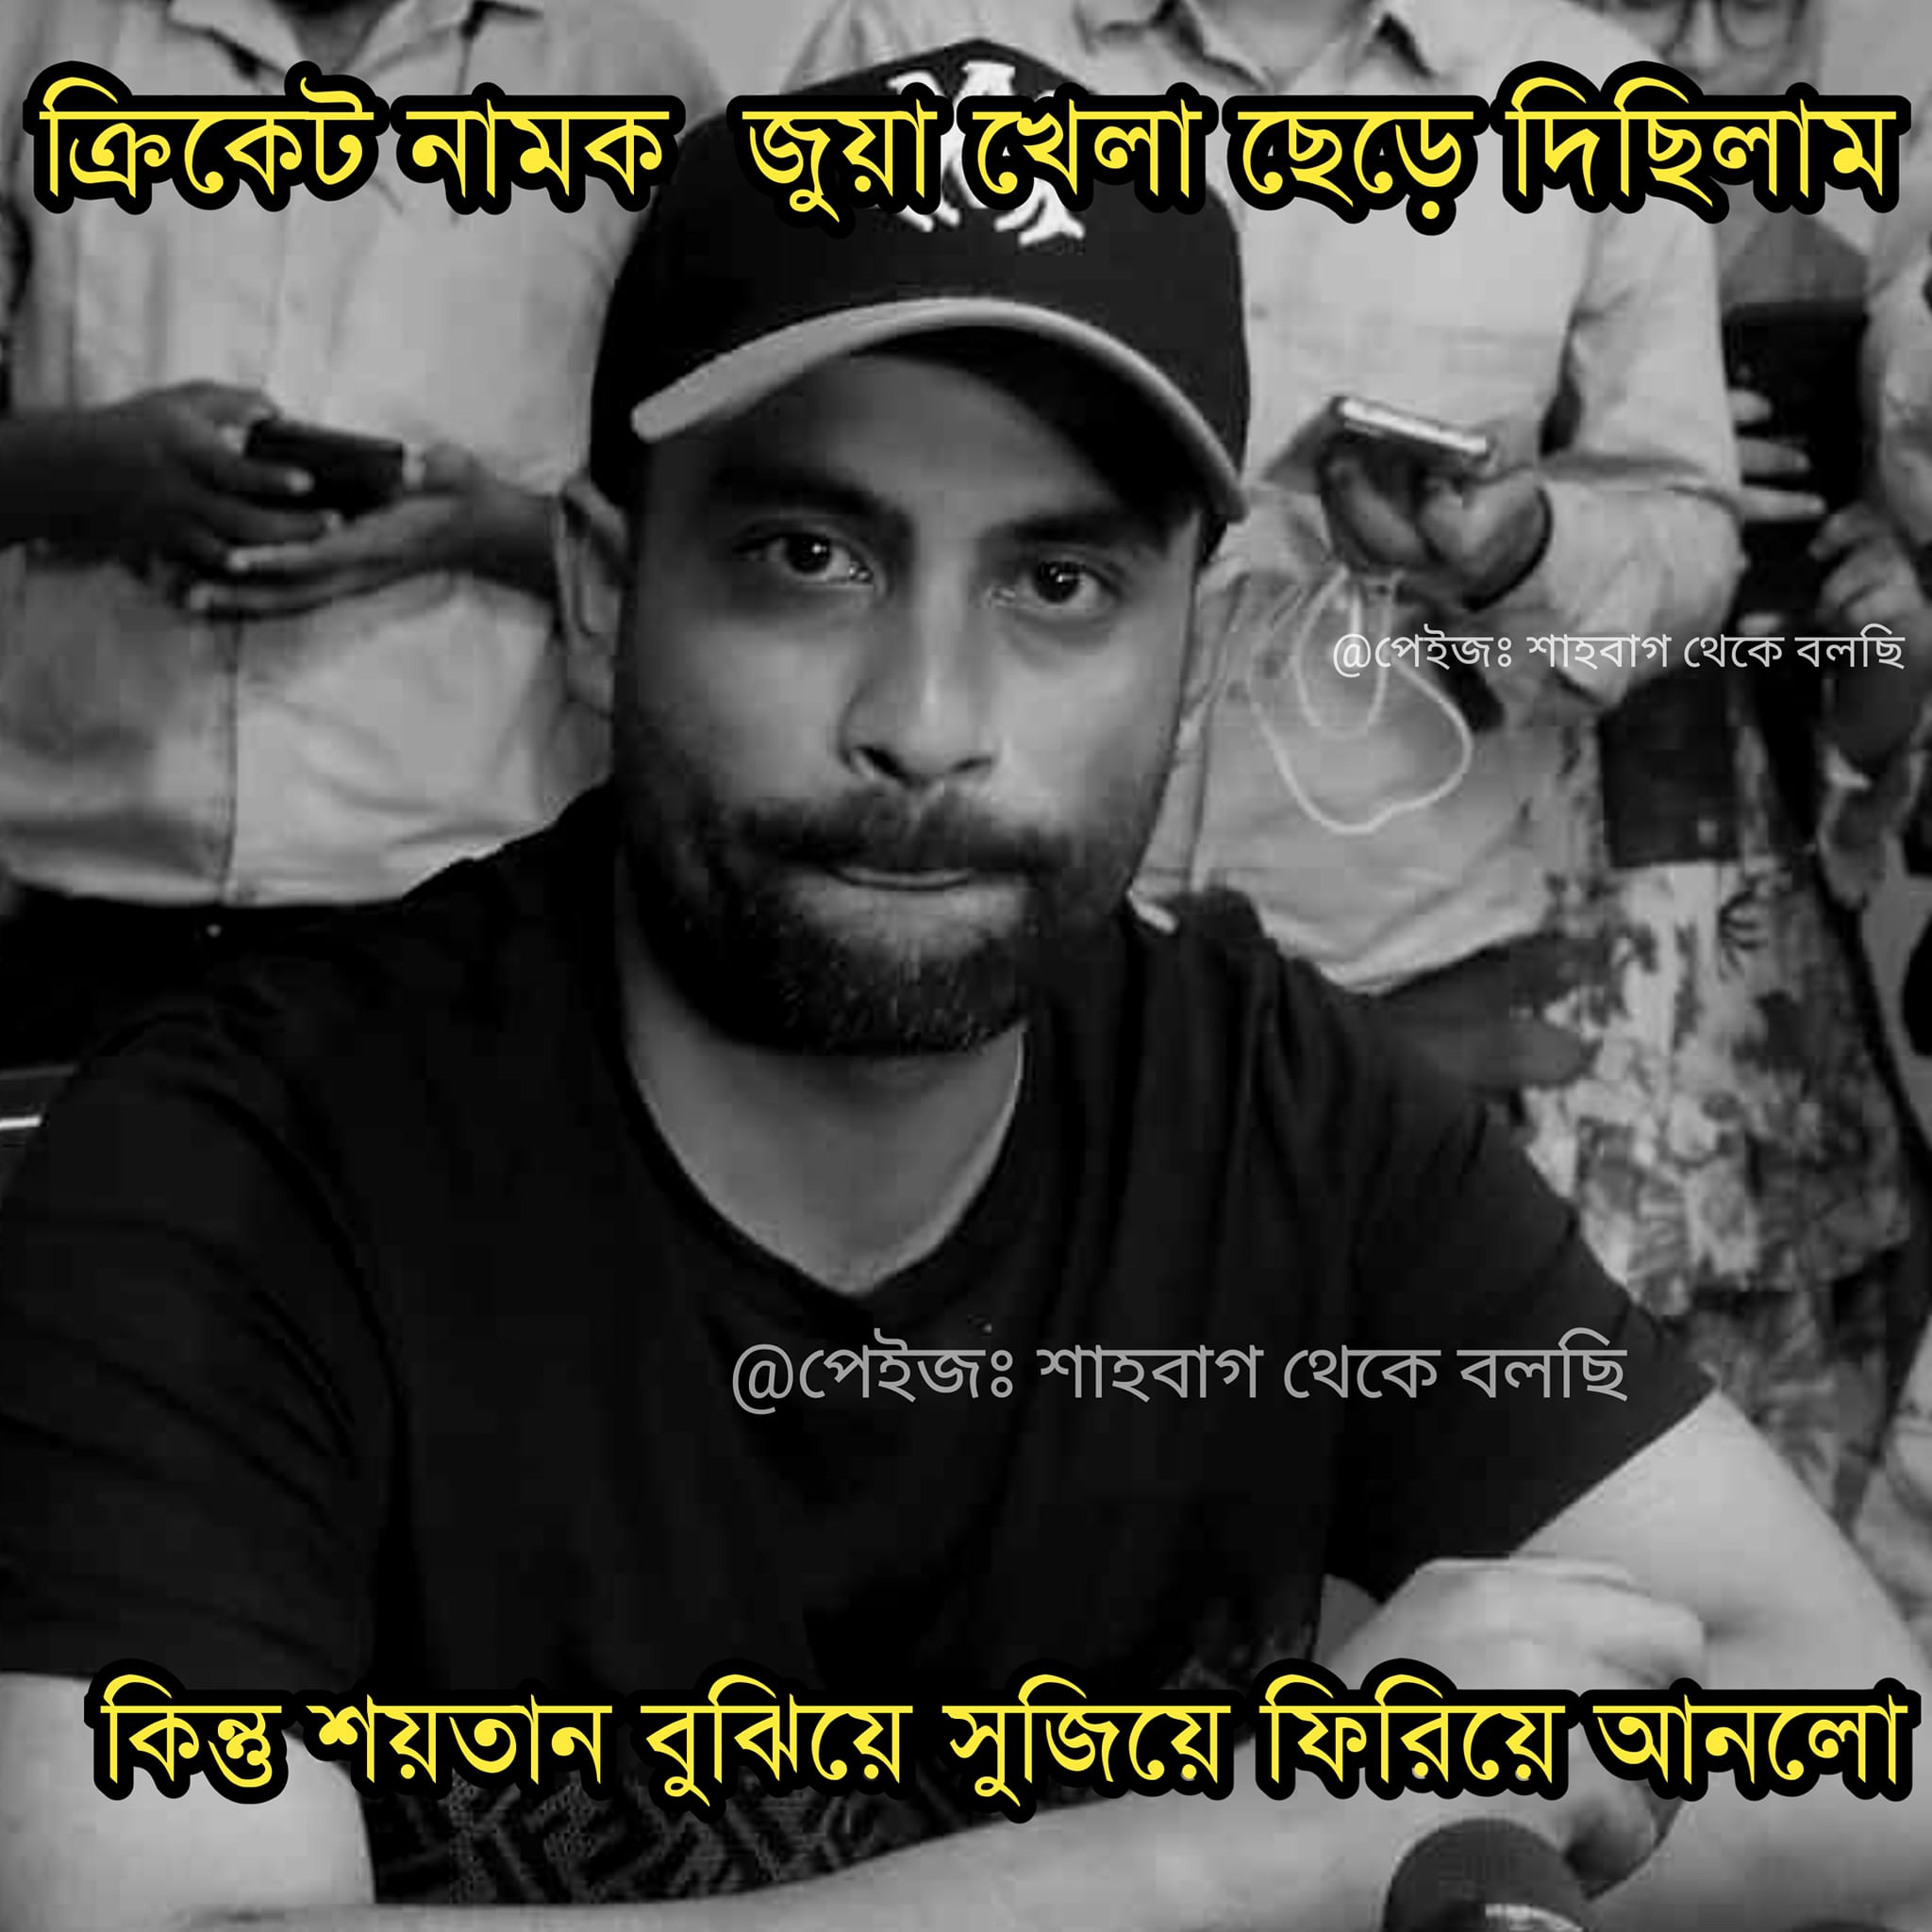 ক্রিকেট নামক জুয়া খেলা ছেড়ে দিছিলাম
@পেইজঃ শাহবাগ থেকে বলছি
@পেইজঃ শাহবাগ থেকে বলছি
কিন্তু শয়তান বুঝিয়ে সুজিয়ে ফিরিয়ে আনলো